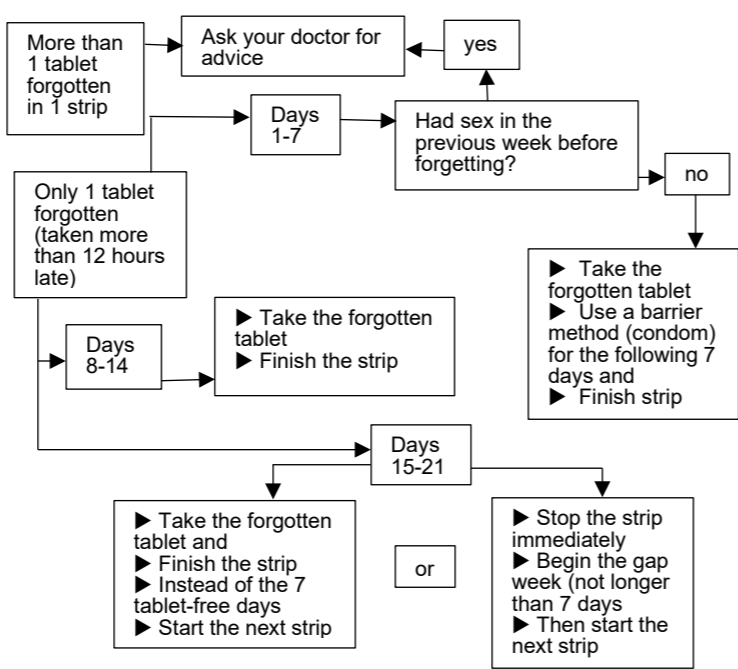 More than
1 tablet
forgotten
in 1 strip
Ask your doctor for
advice
yes
Days
1-7
Had sex in the
previous week before
forgetting?
no
Only 1 tablet
forgotten
(taken more
than 12 hours
late)
▶ Take the
forgotten tablet
▶ Use a barrier
method (condom)
for the following 7
days and
▶ Finish strip
Days
8-14
▶ Take the forgotten
tablet
▶ Finish the strip
Days
15-21
▶ Take the forgotten
tablet and
▶ Finish the strip
▶ Instead of the 7
tablet-free days
▶ Start the next strip
or
▶ Stop the strip
immediately
▶ Begin the gap
week (not longer
than 7 days
▶ Then start the
next strip